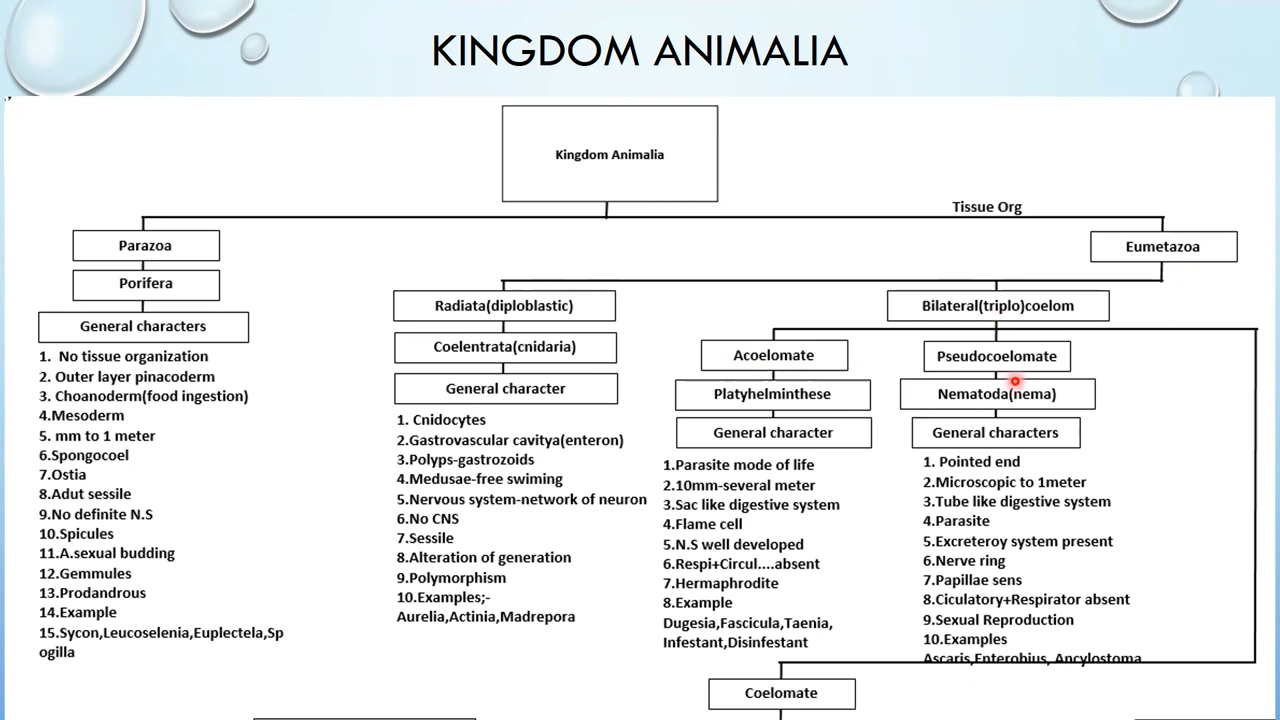 KINGDOM ANIMALIA
Kingdom Animalia
Tissue Org
Parazoa
Eumetazoa
Porifera
General characters
1. No tissue organization
2. Outer layer pinacoderm
3. Choanoderm(food ingestion)
4.Mesoderm
5. mm to 1 meter
6.Spongocoel
7.Ostia
8.Adut sessile
9.No definite N.S
10.Spicules
11.A.sexual budding
12.Gemmules
13.Prodandrous
14.Example
15.Sycon,Leucoselenia,Euplectela,Sp
ogilla
Radiata(diploblastic)
Coelentrata(cnidaria)
General character
1. Cnidocytes
2.Gastrovascular cavitya(enteron)
3.Polyps-gastrozoids
4.Medusae-free swiming
5.Nervous system-network of neuron
6.No CNS
7.Sessile
8.Alteration of generation
9.Polymorphism
10.Examples;-
Aurelia,Actinia,Madrepora
Bilateral(triplo)coelom
Acoelomate
Platyhelminthese
General character
1.Parasite mode of life
2.10mm-several meter
3.Sac like digestive system
4.Flame cell
5.N.S well developed
6.Respi+Circul....absent
7.Hermaphrodite
8.Example
Dugesia,Fascicula,Taenia,
Infestant,Disinfestant
Pseudocoelomate
Nematoda(nema)
General characters
1. Pointed end
2.Microscopic to 1meter
3.Tube like digestive system
4.Parasite
5.Excreteroy system present
6.Nerve ring
7.Papillae sens
8.Ciculatory+Respirator absent
9.Sexual Reproduction
10.Examples
Ascaris,Enterobius, Ancylostoma
Coelomate